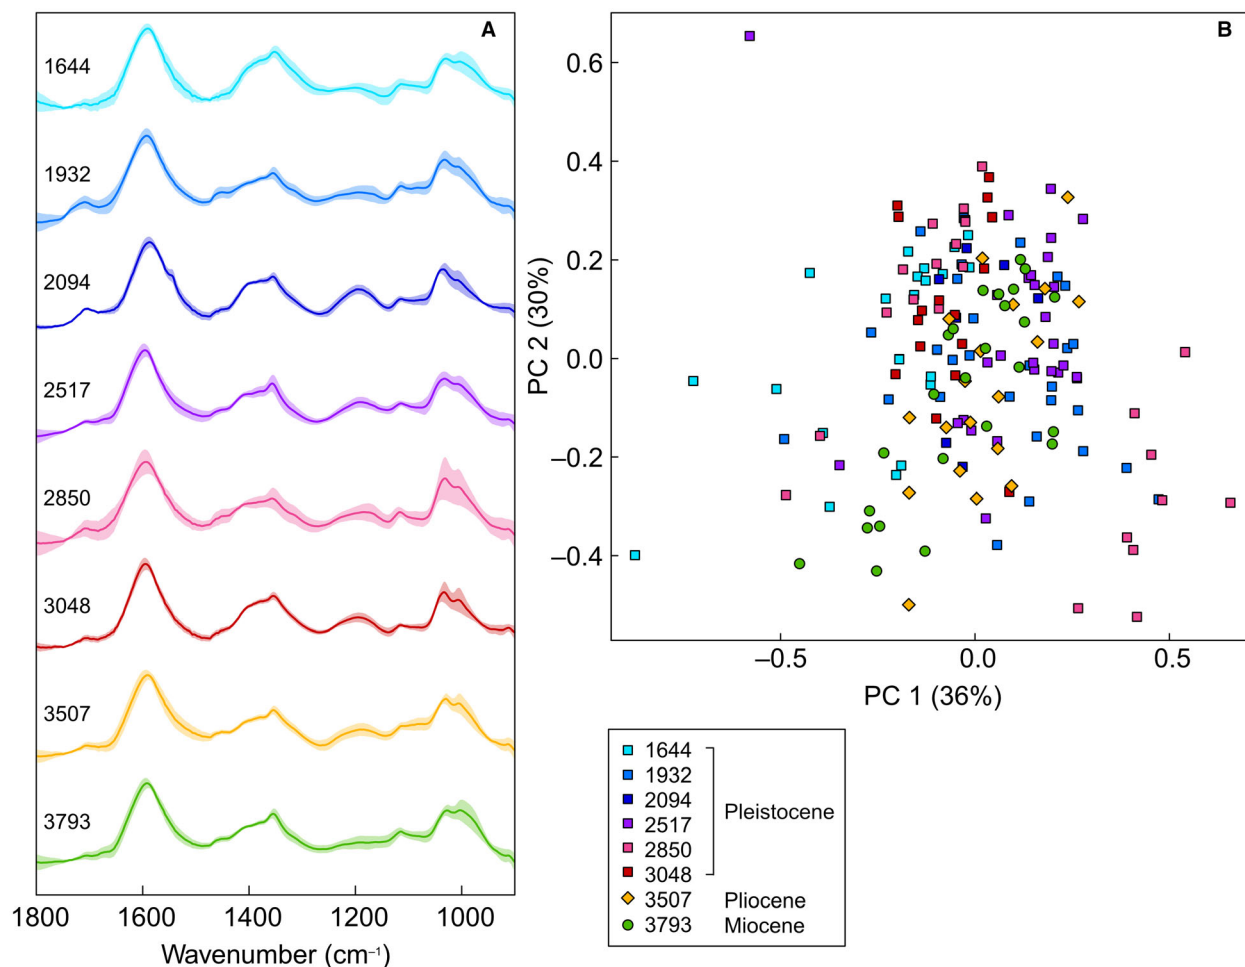 A
1644
1932
2094
2517
2850
3048
3507
3793
1800 1600 1400 1200 1000
Wavenumber (cm⁻¹)
B
0.6
0.4
0.2
0.0
–0.2
–0.4
PC 2 (30%)
–0.5 0.0 0.5
PC 1 (36%)
1644
1932
2094
2517
2850
3048
Pleistocene
3507 Pliocene
3793 Miocene